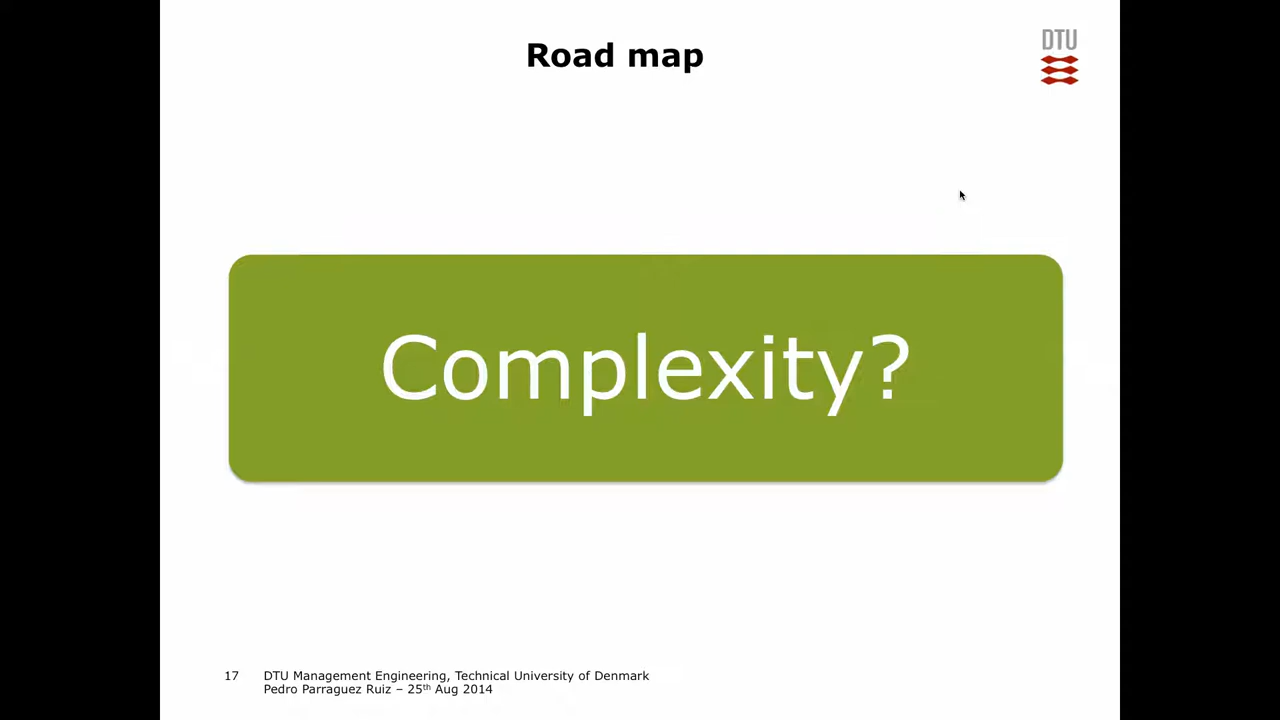 Road map
DTU
Complexity?
17 DTU Management Engineering, Technical University of Denmark
Pedro Parraguez Ruiz – 25th Aug 2014